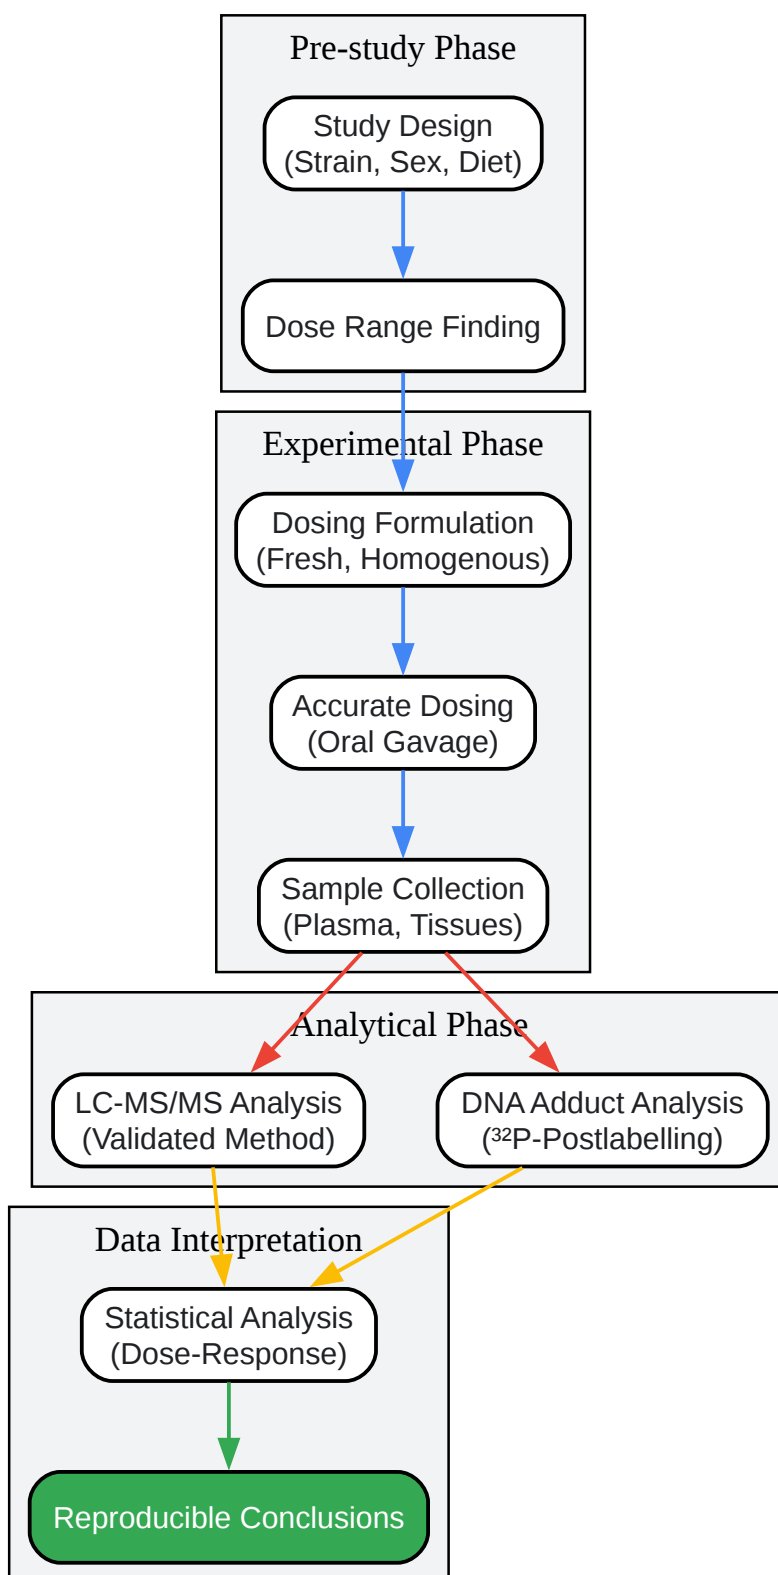 Pre-study Phase
Study Design
(Strain, Sex, Diet)
Dose Range Finding
Experimental Phase
Dosing Formulation
(Fresh, Homogenous)
Accurate Dosing
(Oral Gavage)
Sample Collection
(Plasma, Tissues)
Analytical Phase
LC-MS/MS Analysis
(Validated Method)
DNA Adduct Analysis
(³²P-Postlabelling)
Data Interpretation
Statistical Analysis
(Dose-Response)
Reproducible Conclusions